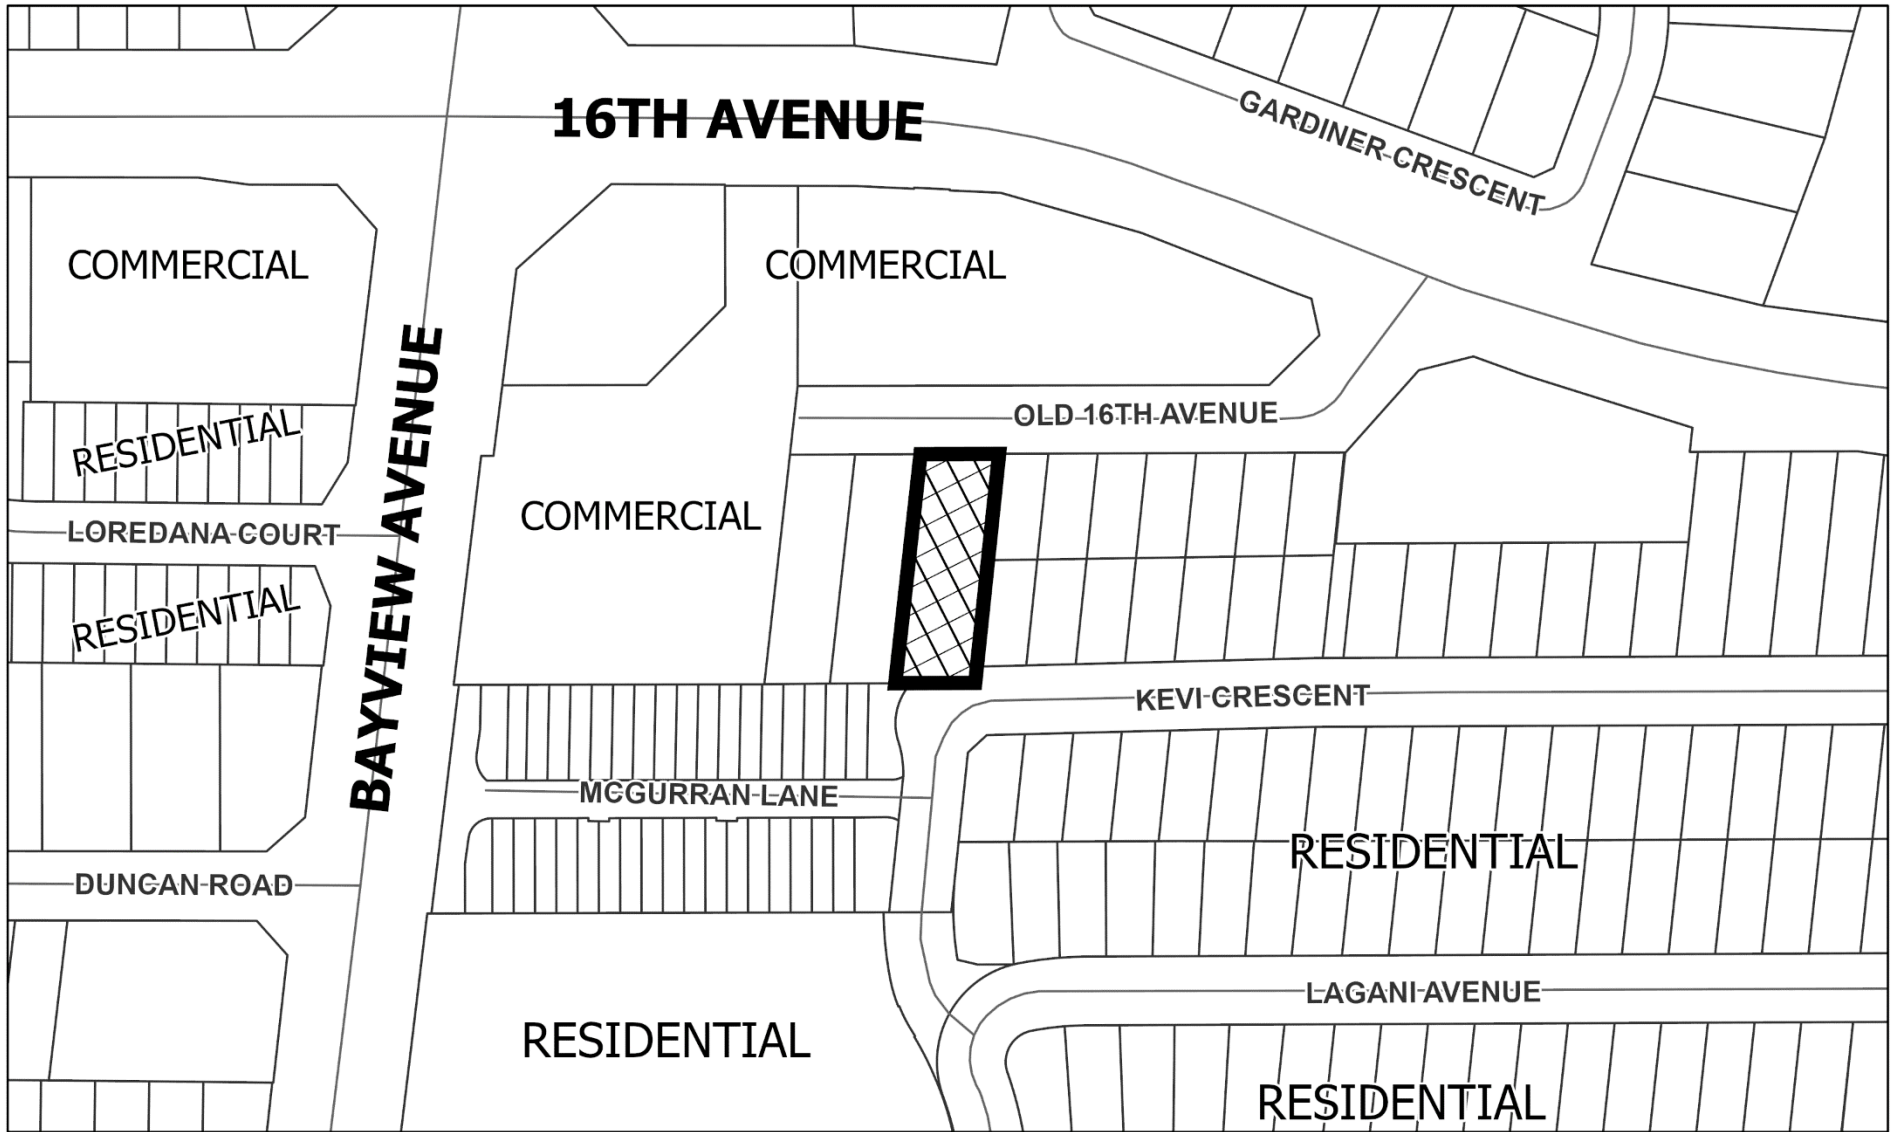 16TH AVENUE
GARDINER CRESCENT
COMMERCIAL
COMMERCIAL
BAYVIEW AVENUE
OLD 16TH AVENUE
RESIDENTIAL
COMMERCIAL
LOREDANA COURT
RESIDENTIAL
KEVI CRESCENT
MCGURRAN LANE
RESIDENTIAL
DUNCAN ROAD
LAGANI AVENUE
RESIDENTIAL
RESIDENTIAL